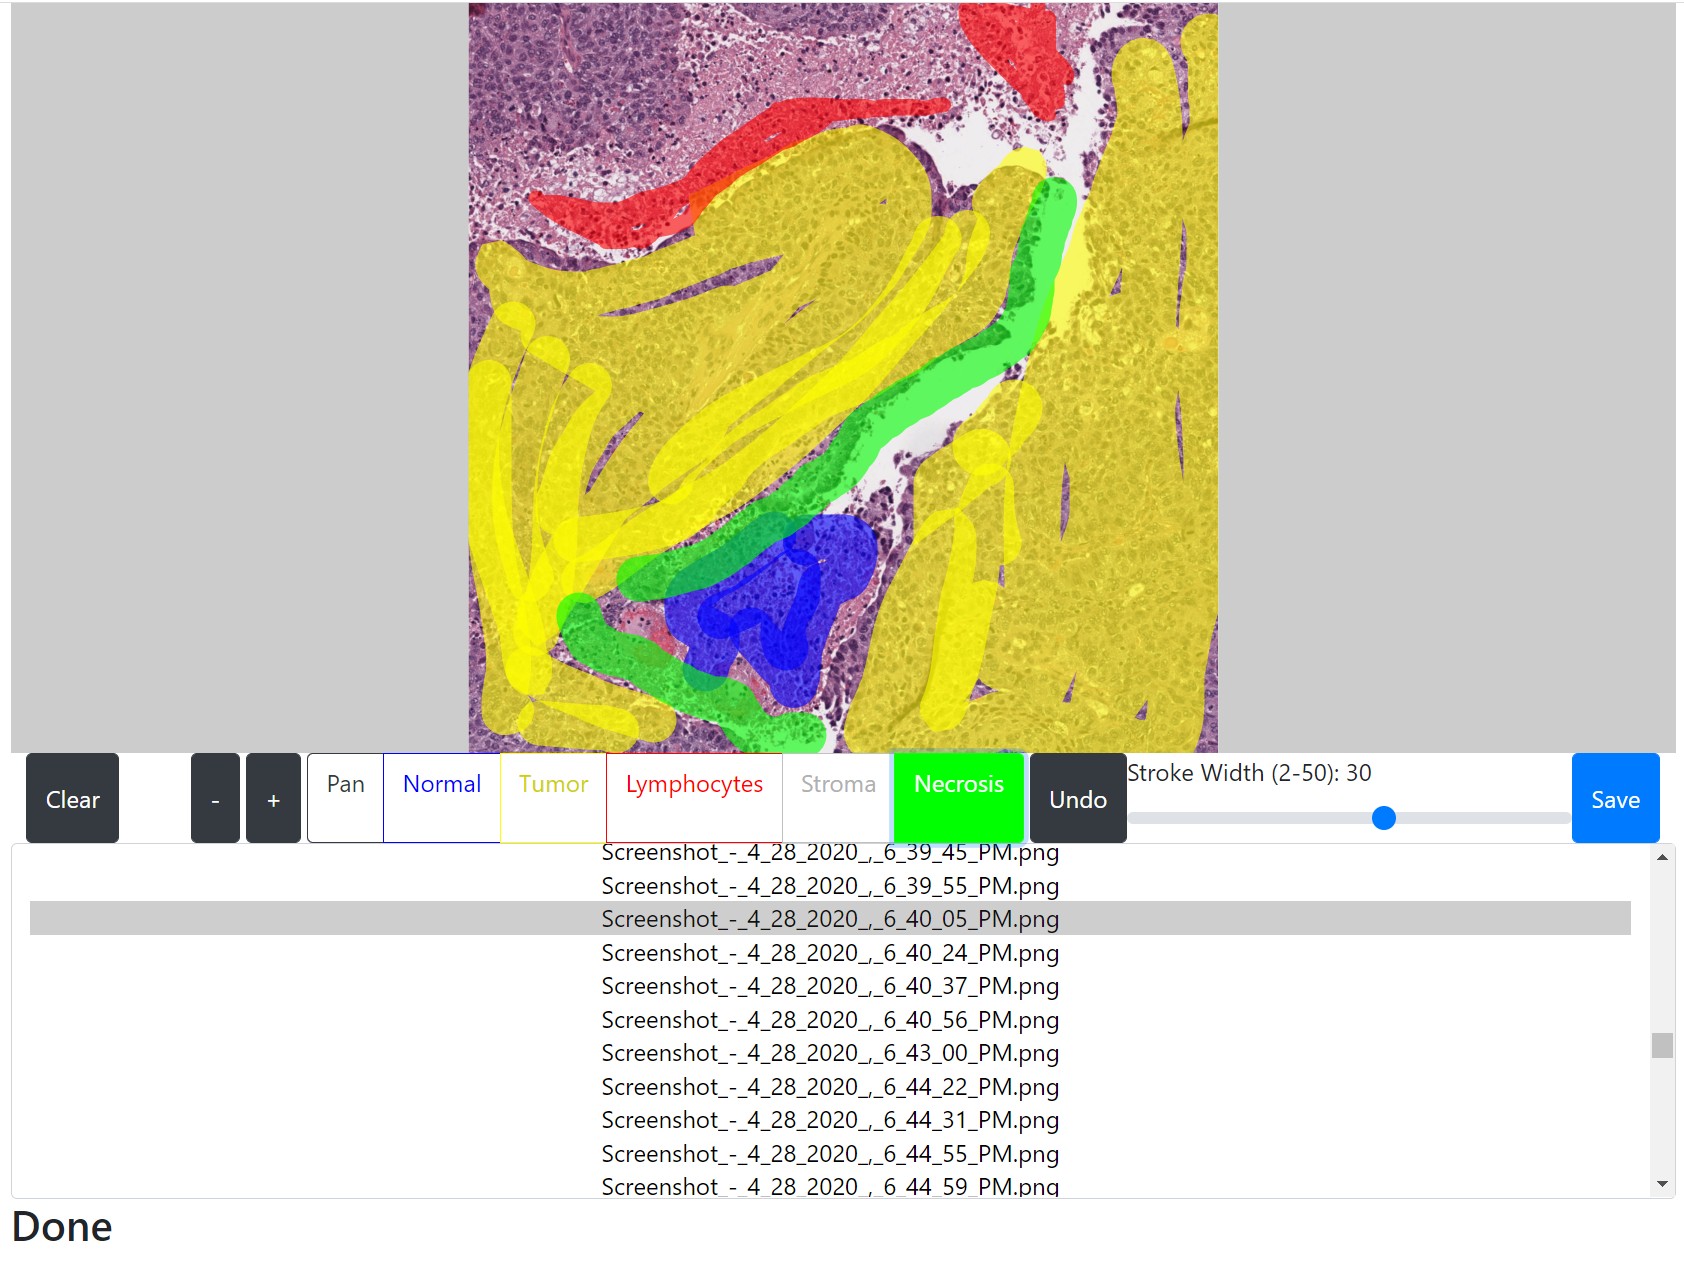 Clear - + Pan Normal Tumor Lymphocytes Stroma Necrosis Undo Stroke Width (2-50): 30 Save
Screenshot_-_4_28_2020_,_6_39_45_PM.png
Screenshot_-_4_28_2020_,_6_39_55_PM.png
Screenshot_-_4_28_2020_,_6_40_05_PM.png
Screenshot_-_4_28_2020_,_6_40_24_PM.png
Screenshot_-_4_28_2020_,_6_40_37_PM.png
Screenshot_-_4_28_2020_,_6_40_56_PM.png
Screenshot_-_4_28_2020_,_6_43_00_PM.png
Screenshot_-_4_28_2020_,_6_44_22_PM.png
Screenshot_-_4_28_2020_,_6_44_31_PM.png
Screenshot_-_4_28_2020_,_6_44_55_PM.png
Screenshot_-_4_28_2020_,_6_44_59_PM.png
Done